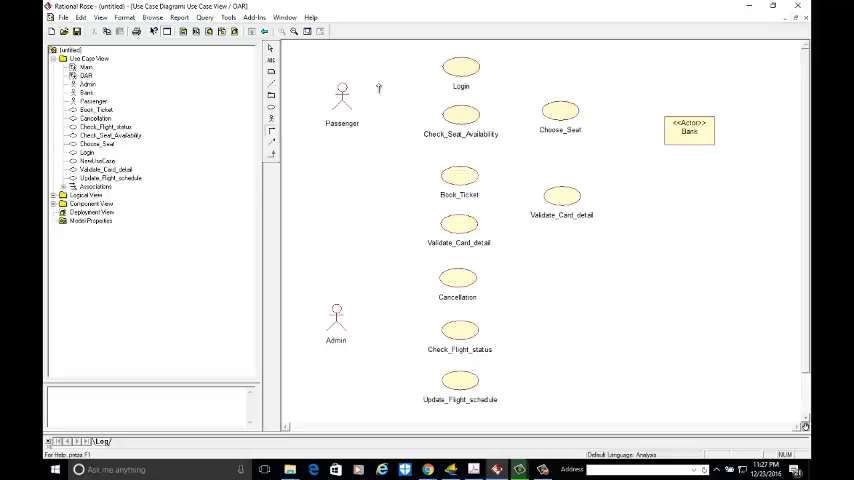 Rational Rose - (untitled) - [Use Case Diagram: Use Case View / OAR]
File Edit View Format Browse Report Query Tools Add-Ins Window Help
(untitled)
Use Case View
Main
OAR
Admin
Bank
Passenger
Book_Ticket
Cancellation
Check_Flight_status
Check_Seat_Availability
Choose_Seat
Login
NewUseCase
Validate_Card_detail
Update_Flight_schedule
Associations
Logical View
Component View
Deployment View
Model Properties
ABC
Passenger
Login
Check_Seat_Availability
Choose_Seat
<<Actor>>
Bank
Book_Ticket
Validate_Card_detail
Validate_Card_detail
Cancellation
Admin
Check_Flight_status
Update_Flight_schedule
Log
For Help, press F1
Default Language: Analysis
NUM
Ask me anything
Address
11:27 PM
12/23/2016